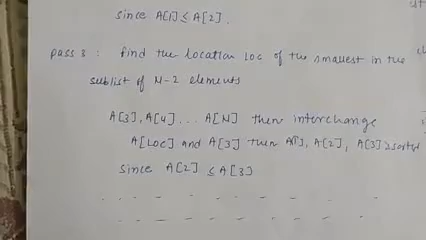 since A[1] ≤ A[2].
pass 3 : find the location LOC of the smallest in the
sublist of N-2 elements
A[3], A[4] ... A[N] then interchange
A[LOC] and A[3] then A[1], A[2], A[3] sorted
since A[2] ≤ A[3]